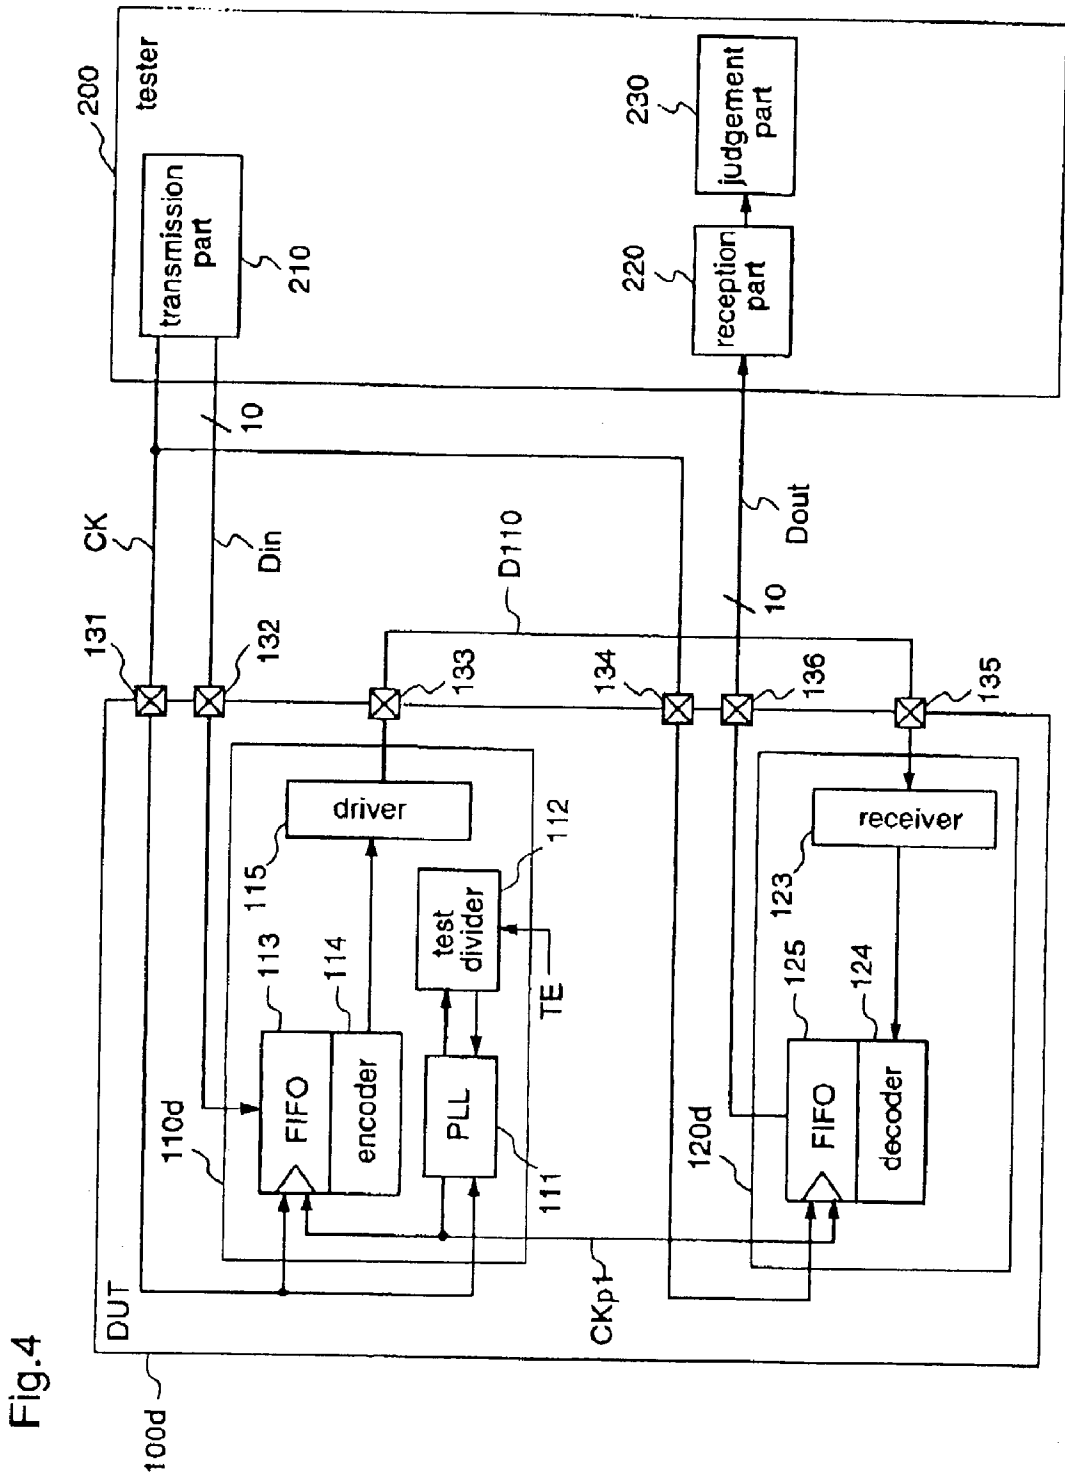 Fig.4
100d
DUT
110d
113
FIFO
114
encoder
115
driver
PLL
111
test
divider
112
TE
CKp1
120d
125
FIFO
124
decoder
123
receiver
131
132
133
134
136
135
CK
Din
10
D110
Dout
10
200
tester
transmission
part
210
220
reception
part
230
judgement
part